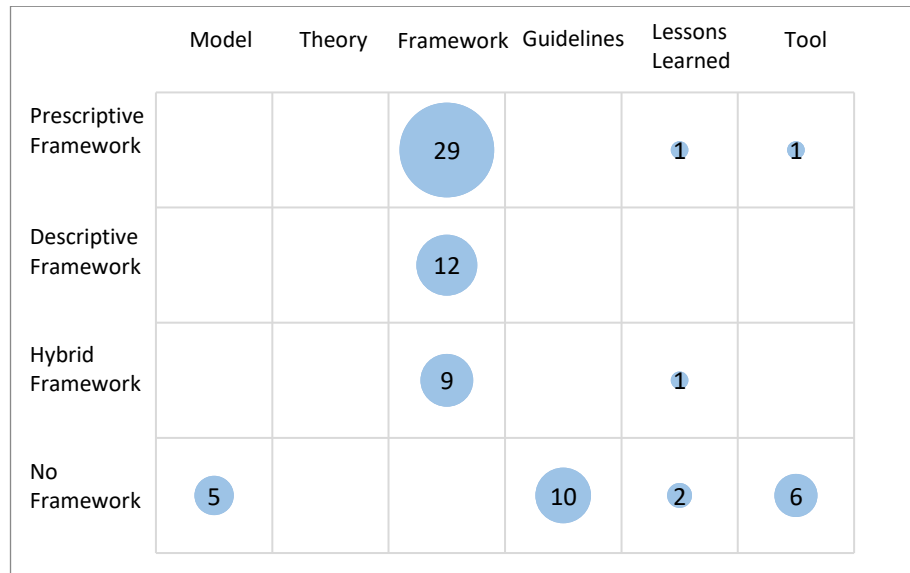 Model Theory Framework Guidelines Lessons
Learned Tool
Prescriptive
Framework
29 1 1
Descriptive
Framework
12
Hybrid
Framework
9 1
No
Framework
5 10 2 6